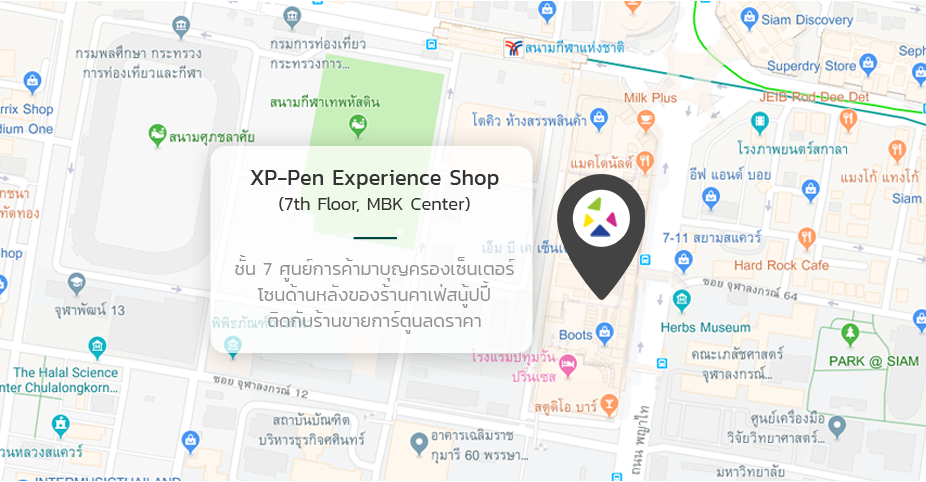 Siam Discovery
กรมพลศึกษา กระทรวง
การท่องเที่ยวและกีฬา
กรมการท่องเที่ยว
กระทรวงการ...
สนามกีฬาแห่งชาติ
Superdry Store
Seph
rrix Shop
dium One
สนามกีฬาเทพหัสดิน
Milk Plus
JEIB Rod Dee Det
สนามศุภชลาศัย
โตคิว ห้างสรรพสินค้า
โรงภาพยนตร์สกาลา
แมคโดนัลด์
อีฟ แอนด์ บอย
แมงโก้ แทงโก้
Siam
กชนา
ทัดทอง
XP-Pen Experience Shop
(7th Floor, MBK Center)
เอ็ม บี เค เซ็นเ
7-11 สยามสแควร์
hop
ชั้น 7 ศูนย์การค้ามาบุญครองเซ็นเตอร์
โซนด้านหลังของร้านคาเฟ่สนู้ปปี้
ติดกับร้านขายการ์ตูนลดราคา
Hard Rock Cafe
ซอย จุฬาลงกรณ์ 64
จุฬาพัฒน์ 13
พิพิธภัณฑ์
Boots
Herbs Museum
โรงแรมปทุมวัน
ปริ๊นเซส
คณะเภสัชศาสตร์
จุฬาลงกรณ์...
PARK @ SIAM
The Halal Science
nter Chulalongkorn...
ซอย จุฬาลงกรณ์ 12
สตูดิโอ บาร์
สถาบันบัณฑิต
บริหารธุรกิจศศินทร์
อาคารเฉลิมราช
กุมารี 60 พรรษา...
ถนน พญาไท
ศูนย์เครื่องมือ
วิจัยวิทยาศาสตร์...
วนหลวงสแควร์
มหาวิทยาลัย
INTERMUSICTHAILAND